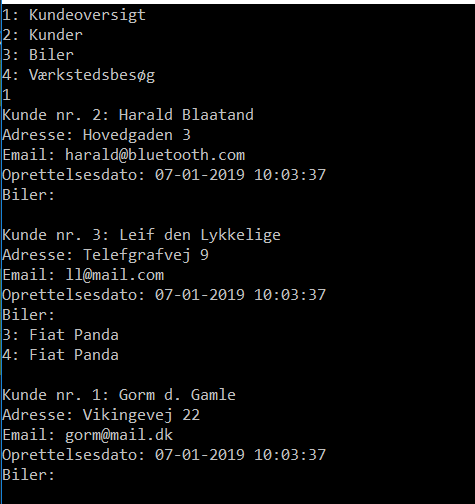 1: Kundeoversigt
2: Kunder
3: Biler
4: Værkstedsbesøg
1
Kunde nr. 2: Harald Blaatand
Adresse: Hovedgaden 3
Email: harald@bluetooth.com
Oprettelsesdato: 07-01-2019 10:03:37
Biler:

Kunde nr. 3: Leif den Lykkelige
Adresse: Telefgrafvej 9
Email: ll@mail.com
Oprettelsesdato: 07-01-2019 10:03:37
Biler:
3: Fiat Panda
4: Fiat Panda

Kunde nr. 1: Gorm d. Gamle
Adresse: Vikingevej 22
Email: gorm@mail.dk
Oprettelsesdato: 07-01-2019 10:03:37
Biler: